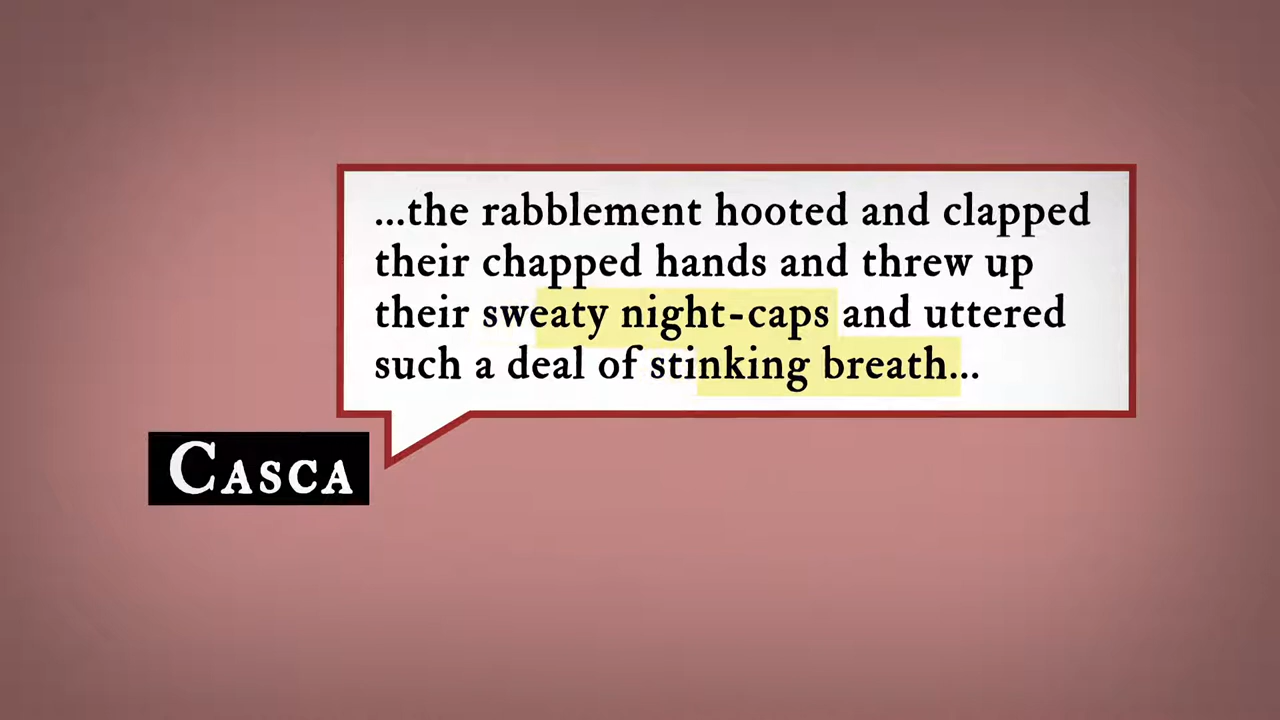 ...the rabblement hooted and clapped
their chapped hands and threw up
their sweaty night-caps and uttered
such a deal of stinking breath...
Casca